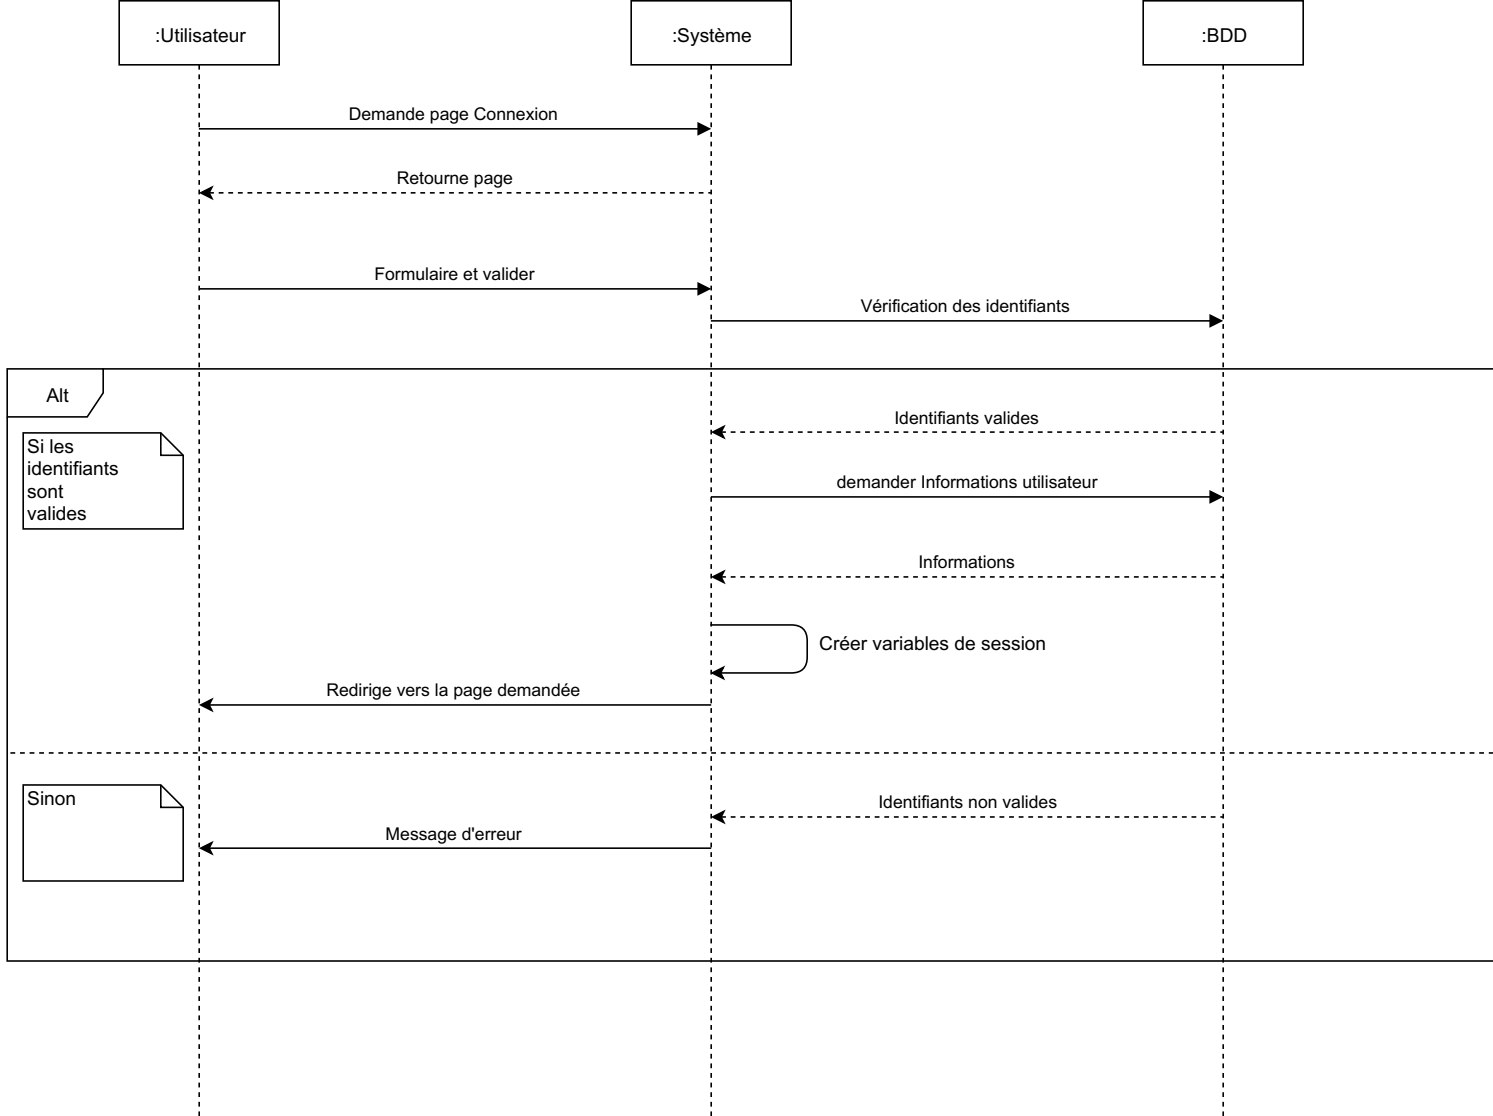 :Utilisateur
:Système
:BDD
Demande page Connexion
Retourne page
Formulaire et valider
Vérification des identifiants
Alt
Identifiants valides
Si les
identifiants
sont
valides
demander Informations utilisateur
Informations
Créer variables de session
Redirige vers la page demandée
Sinon
Identifiants non valides
Message d'erreur